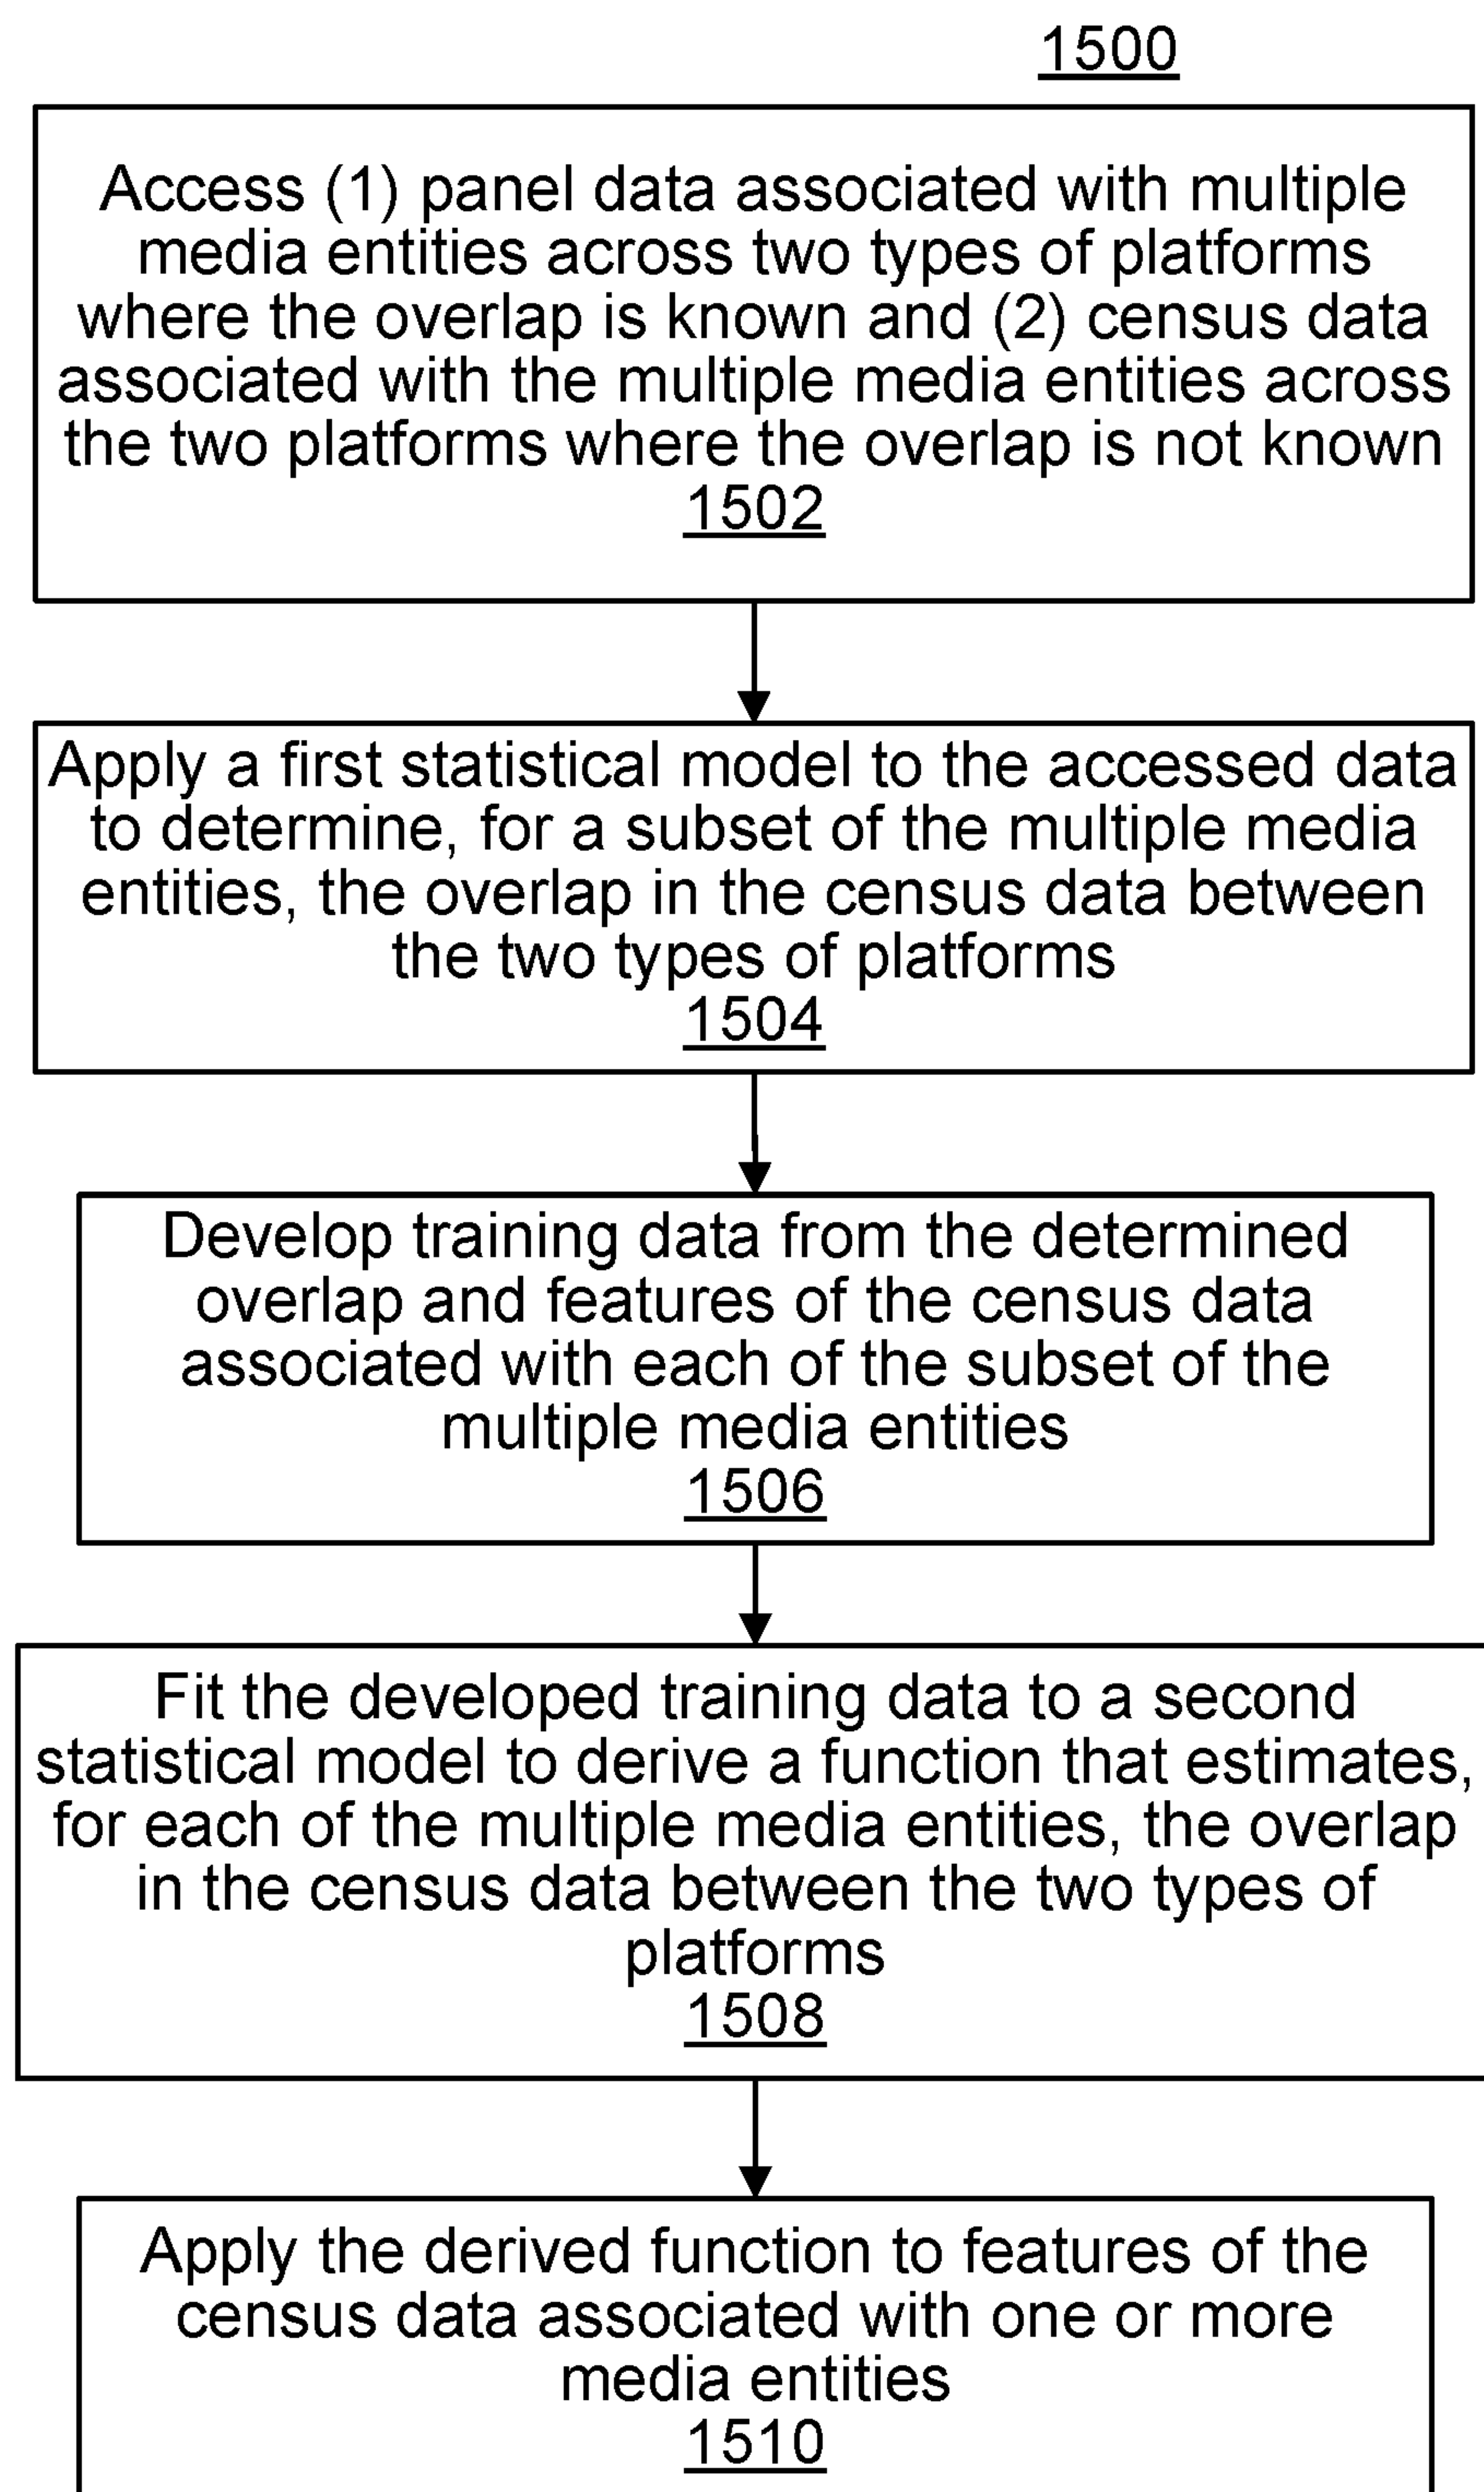 1500
Access (1) panel data associated with multiple
media entities across two types of platforms
where the overlap is known and (2) census data
associated with the multiple media entities across
the two platforms where the overlap is not known
1502
Apply a first statistical model to the accessed data
to determine, for a subset of the multiple media
entities, the overlap in the census data between
the two types of platforms
1504
Develop training data from the determined
overlap and features of the census data
associated with each of the subset of the
multiple media entities
1506
Fit the developed training data to a second
statistical model to derive a function that estimates,
for each of the multiple media entities, the overlap
in the census data between the two types of
platforms
1508
Apply the derived function to features of the
census data associated with one or more
media entities
1510